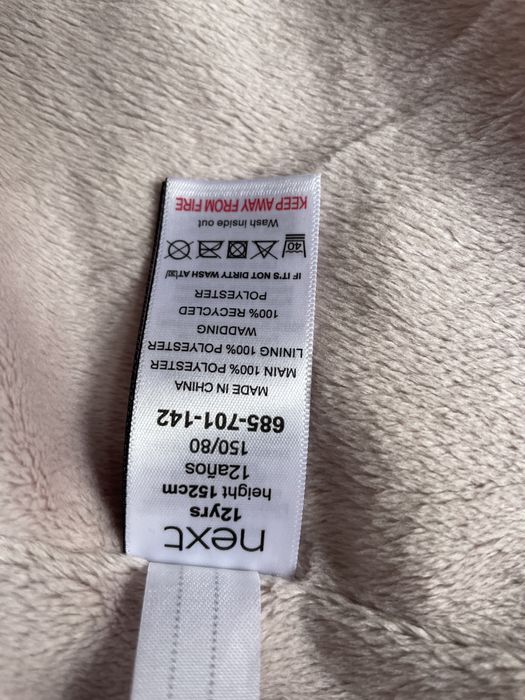 next
12yrs
height 152cm
12años
150/80
685-701-142
MADE IN CHINA
MAIN 100% POLYESTER
LINING 100% POLYESTER
WADDING
100% RECYCLED
POLYESTER
IF IT'S NOT DIRTY WASH AT
40
Wash inside out
KEEP AWAY FROM FIRE